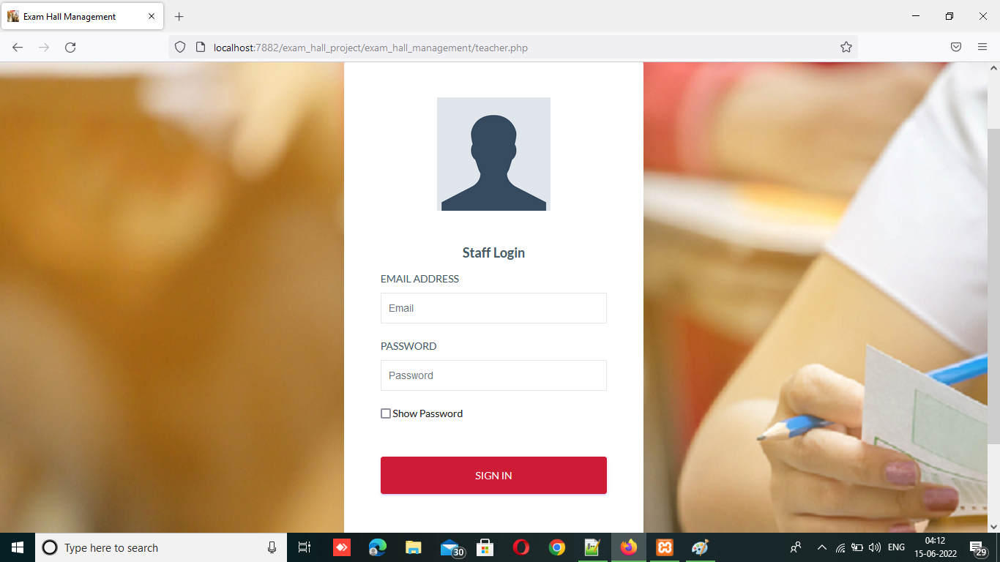 Exam Hall Management
localhost:7882/exam_hall_project/exam_hall_management/teacher.php
Staff Login
EMAIL ADDRESS
Email
PASSWORD
Password
Show Password
SIGN IN
Type here to search
30
ENG
04:12
15-06-2022
29